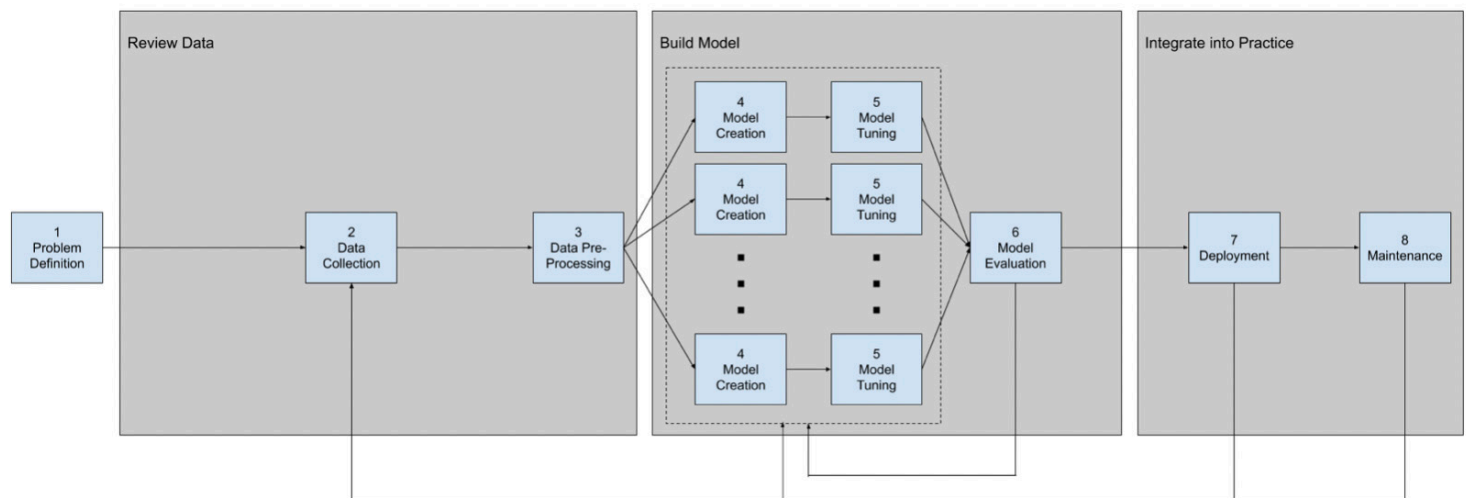 Review Data
Build Model
Integrate into Practice
1
Problem
Definition
2
Data
Collection
3
Data Pre-
Processing
4
Model
Creation
5
Model
Tuning
4
Model
Creation
5
Model
Tuning
4
Model
Creation
5
Model
Tuning
6
Model
Evaluation
7
Deployment
8
Maintenance